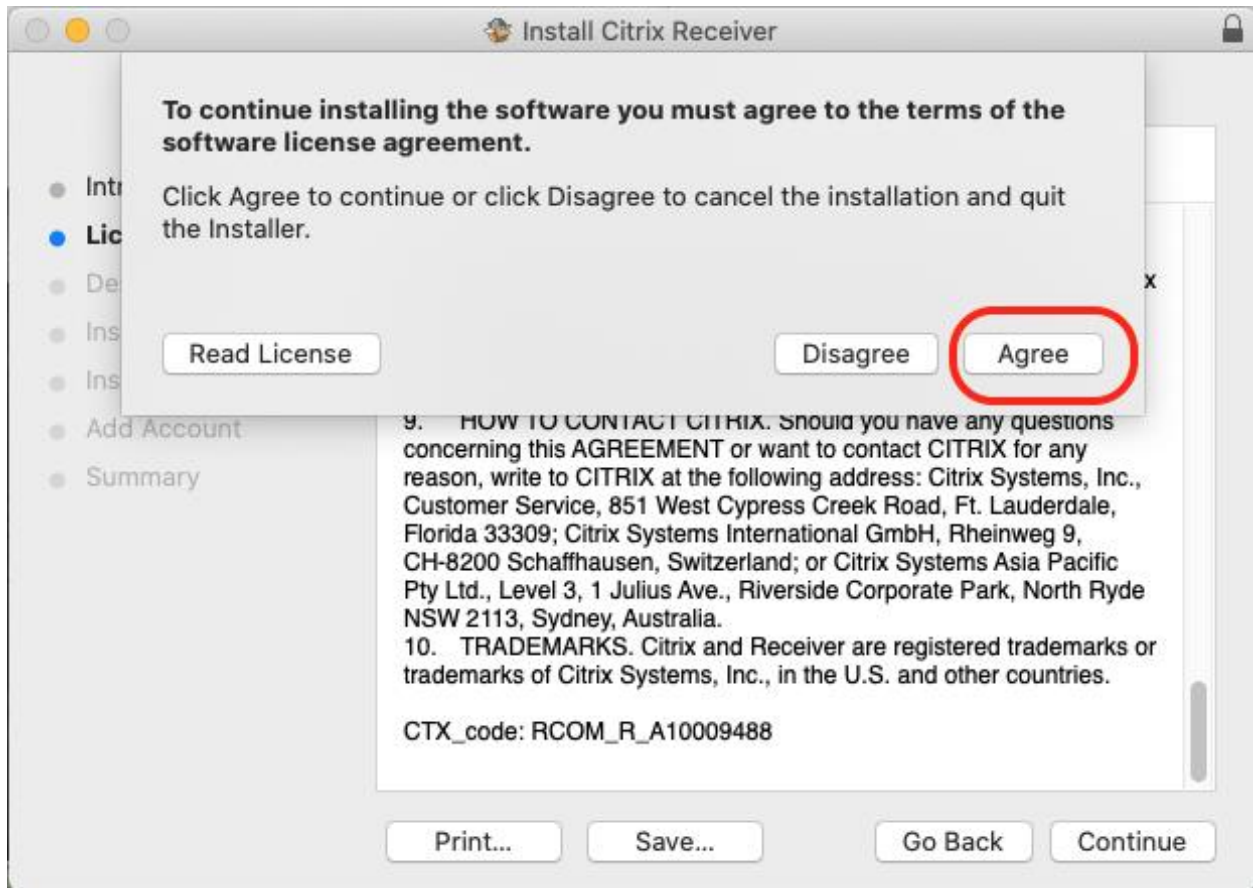 Install Citrix Receiver
To continue installing the software you must agree to the terms of the
software license agreement.
Click Agree to continue or click Disagree to cancel the installation and quit
the Installer.
Read License
Disagree
Agree
Intr
Lic
De
Ins
Ins
Add Account
Summary
x
9. HOW TO CONTACT CITRIX. Should you have any questions
concerning this AGREEMENT or want to contact CITRIX for any
reason, write to CITRIX at the following address: Citrix Systems, Inc.,
Customer Service, 851 West Cypress Creek Road, Ft. Lauderdale,
Florida 33309; Citrix Systems International GmbH, Rheinweg 9,
CH-8200 Schaffhausen, Switzerland; or Citrix Systems Asia Pacific
Pty Ltd., Level 3, 1 Julius Ave., Riverside Corporate Park, North Ryde
NSW 2113, Sydney, Australia.
10. TRADEMARKS. Citrix and Receiver are registered trademarks or
trademarks of Citrix Systems, Inc., in the U.S. and other countries.
CTX_code: RCOM_R_A10009488
Print...
Save...
Go Back
Continue